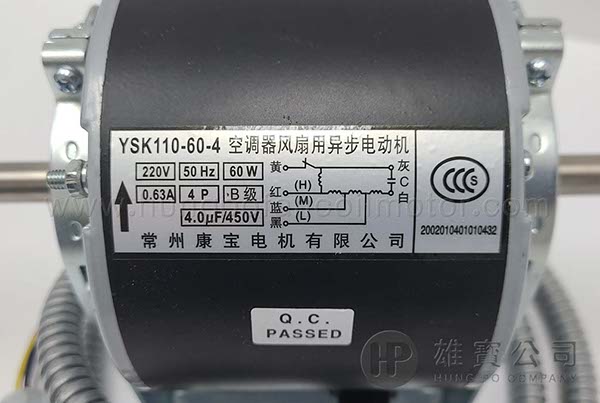 YSK110-60-4 空调器风扇用异步电动机
220V 50 Hz 60 W
0.63A 4 P ·B 级
4.0μF/450V
黄 灰
红 (H) C
蓝 (M) 白
黑 (L)
常州康宝电机有限公司
CCC
S
2002010401010432
Q.C.
PASSED
HP 雄寶公司
HUNG PO COMPANY